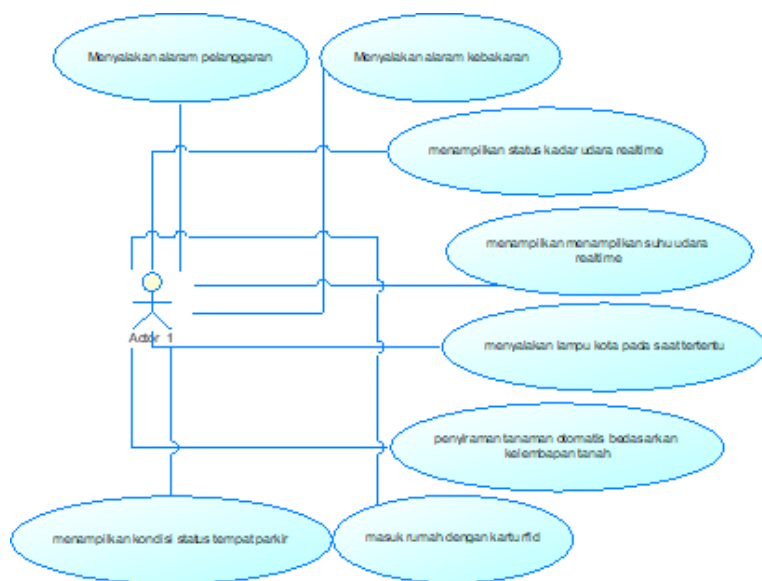 Menyalakan alaram pelanggaran
Menyalakan alaram kebakaran
menampilkan status kadar udara realtime
menampilkan menampilkan suhu udara
realtime
Actor_1
menyalakan lampu kota pada saat tertentu
penyiraman tanaman otomatis bedasarkan
kelembapan tanah
menampilkan kondisi status tempat parkir
masuk rumah dengan kartu rfid